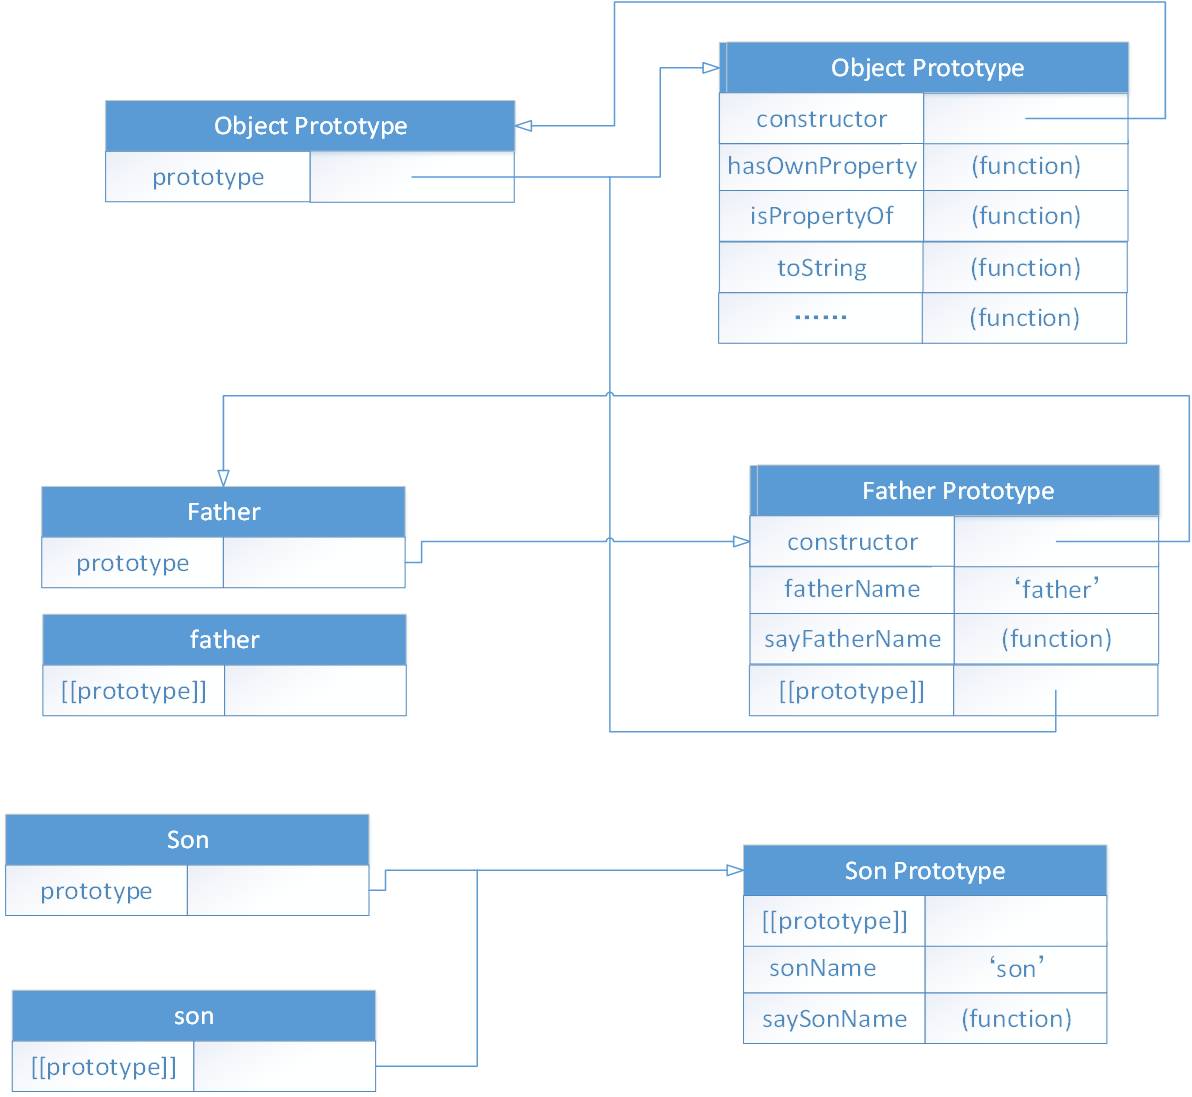 Object Prototype
prototype
Object Prototype
constructor
hasOwnProperty (function)
isPropertyOf (function)
toString (function)
······ (function)
Father
prototype
father
[[prototype]]
Father Prototype
constructor
fatherName ‘father’
sayFatherName (function)
[[prototype]]
Son
prototype
son
[[prototype]]
Son Prototype
[[prototype]]
sonName ‘son’
saySonName (function)